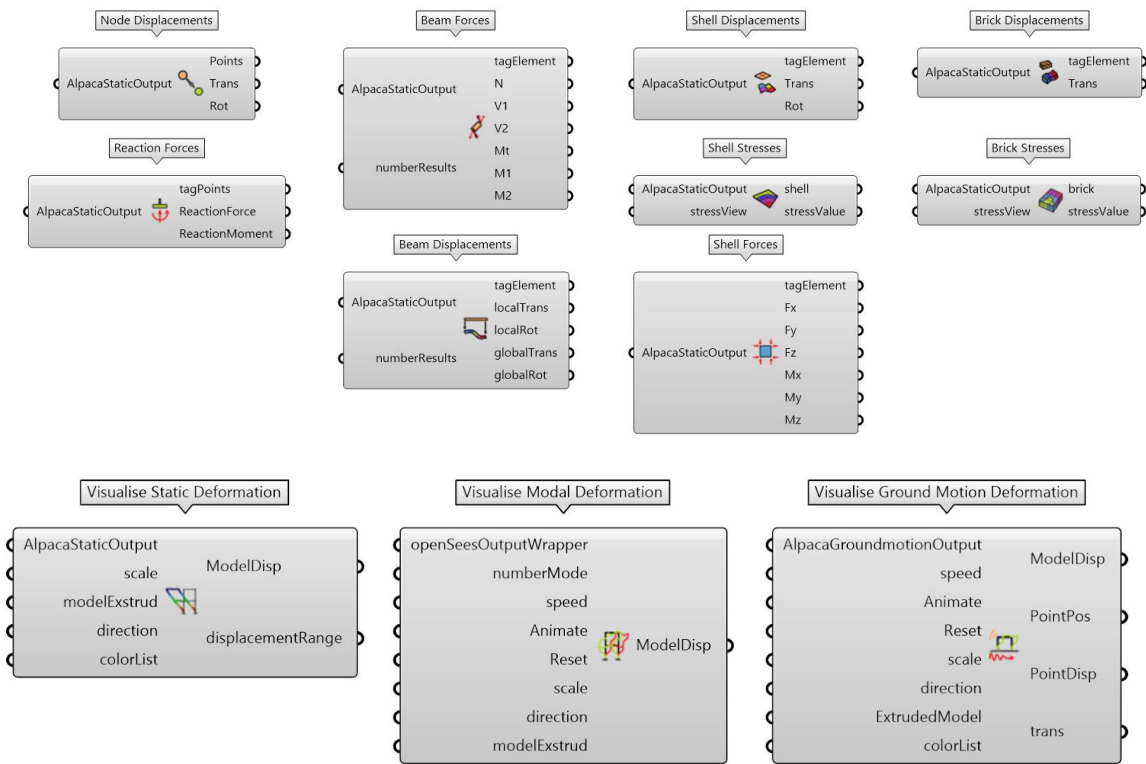 Node Displacements
AlpacaStaticOutput
Points
Trans
Rot
Reaction Forces
AlpacaStaticOutput
tagPoints
ReactionForce
ReactionMoment
Beam Forces
AlpacaStaticOutput
numberResults
tagElement
N
V1
V2
Mt
M1
M2
Beam Displacements
AlpacaStaticOutput
numberResults
tagElement
localTrans
localRot
globalTrans
globalRot
Shell Displacements
AlpacaStaticOutput
tagElement
Trans
Rot
Shell Stresses
AlpacaStaticOutput
stressView
shell
stressValue
Shell Forces
AlpacaStaticOutput
tagElement
Fx
Fy
Fz
Mx
My
Mz
Brick Displacements
AlpacaStaticOutput
tagElement
Trans
Brick Stresses
AlpacaStaticOutput
stressView
brick
stressValue
Visualise Static Deformation
AlpacaStaticOutput
scale
modelExstrud
direction
colorList
ModelDisp
displacementRange
Visualise Modal Deformation
openSeesOutputWrapper
numberMode
speed
Animate
Reset
scale
direction
modelExstrud
ModelDisp
Visualise Ground Motion Deformation
AlpacaGroundmotionOutput
speed
Animate
Reset
scale
direction
ExtrudedModel
colorList
ModelDisp
PointPos
PointDisp
trans